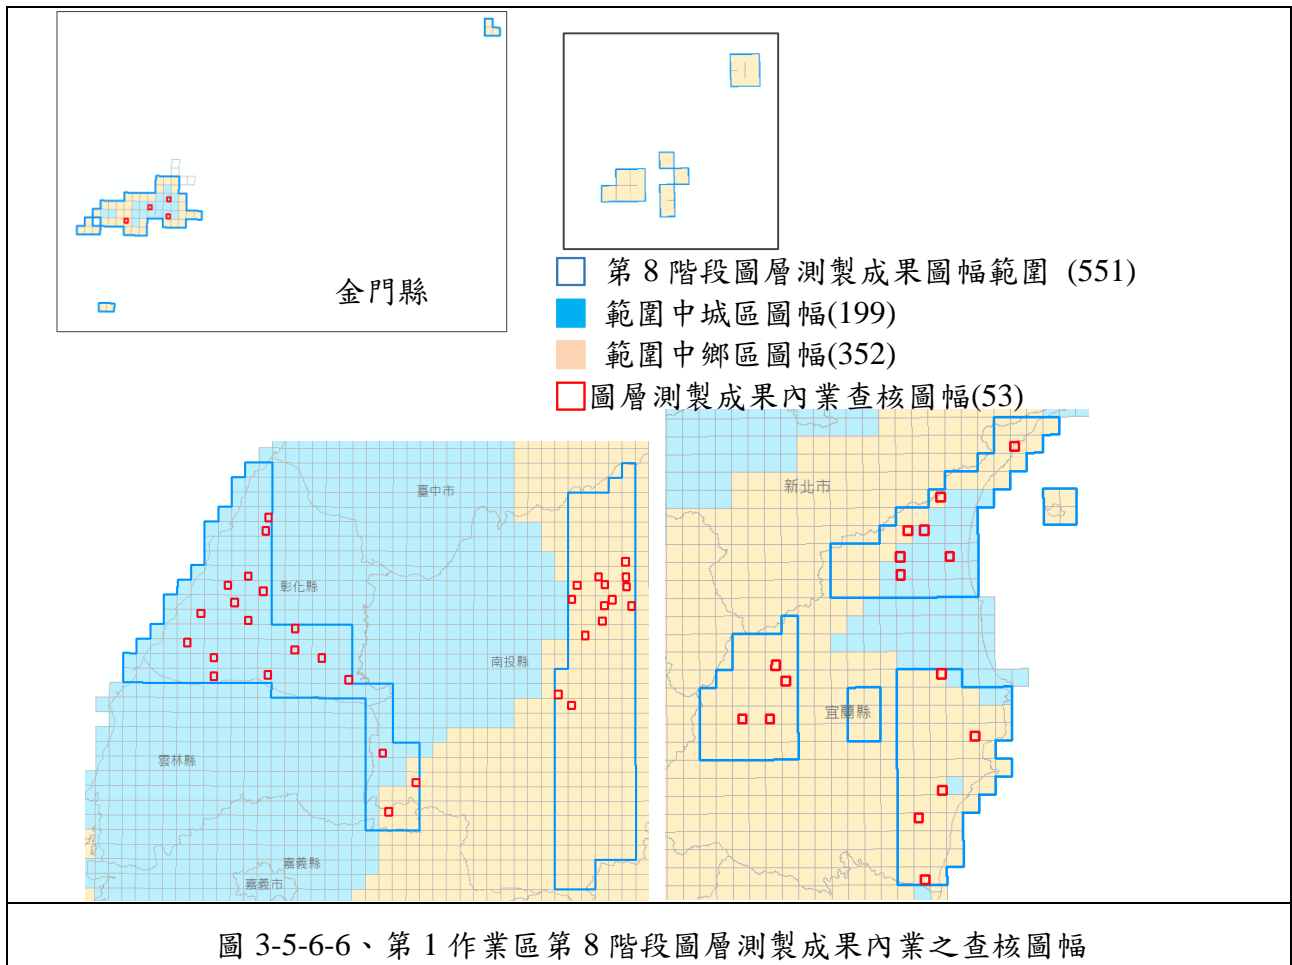 金門縣
第 8 階段圖層測製成果圖幅範圍 (551)
範圍中城區圖幅(199)
範圍中鄉區圖幅(352)
圖層測製成果內業查核圖幅(53)
臺中市
彰化縣
南投縣
雲林縣
嘉義縣
嘉義市
新北市
宜蘭縣
圖 3-5-6-6、第 1 作業區第 8 階段圖層測製成果內業之查核圖幅